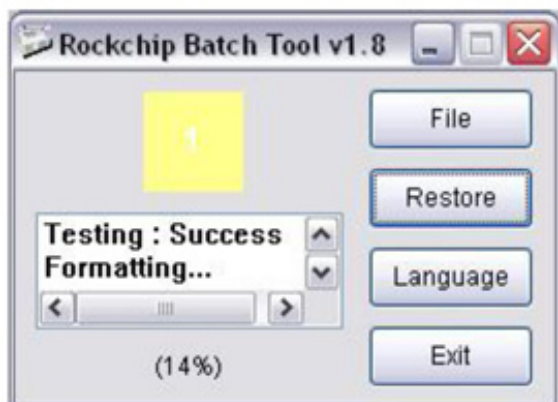 Rockchip Batch Tool v1.8
1
File
Testing : Success
Formatting...
Restore
Language
(14%)
Exit